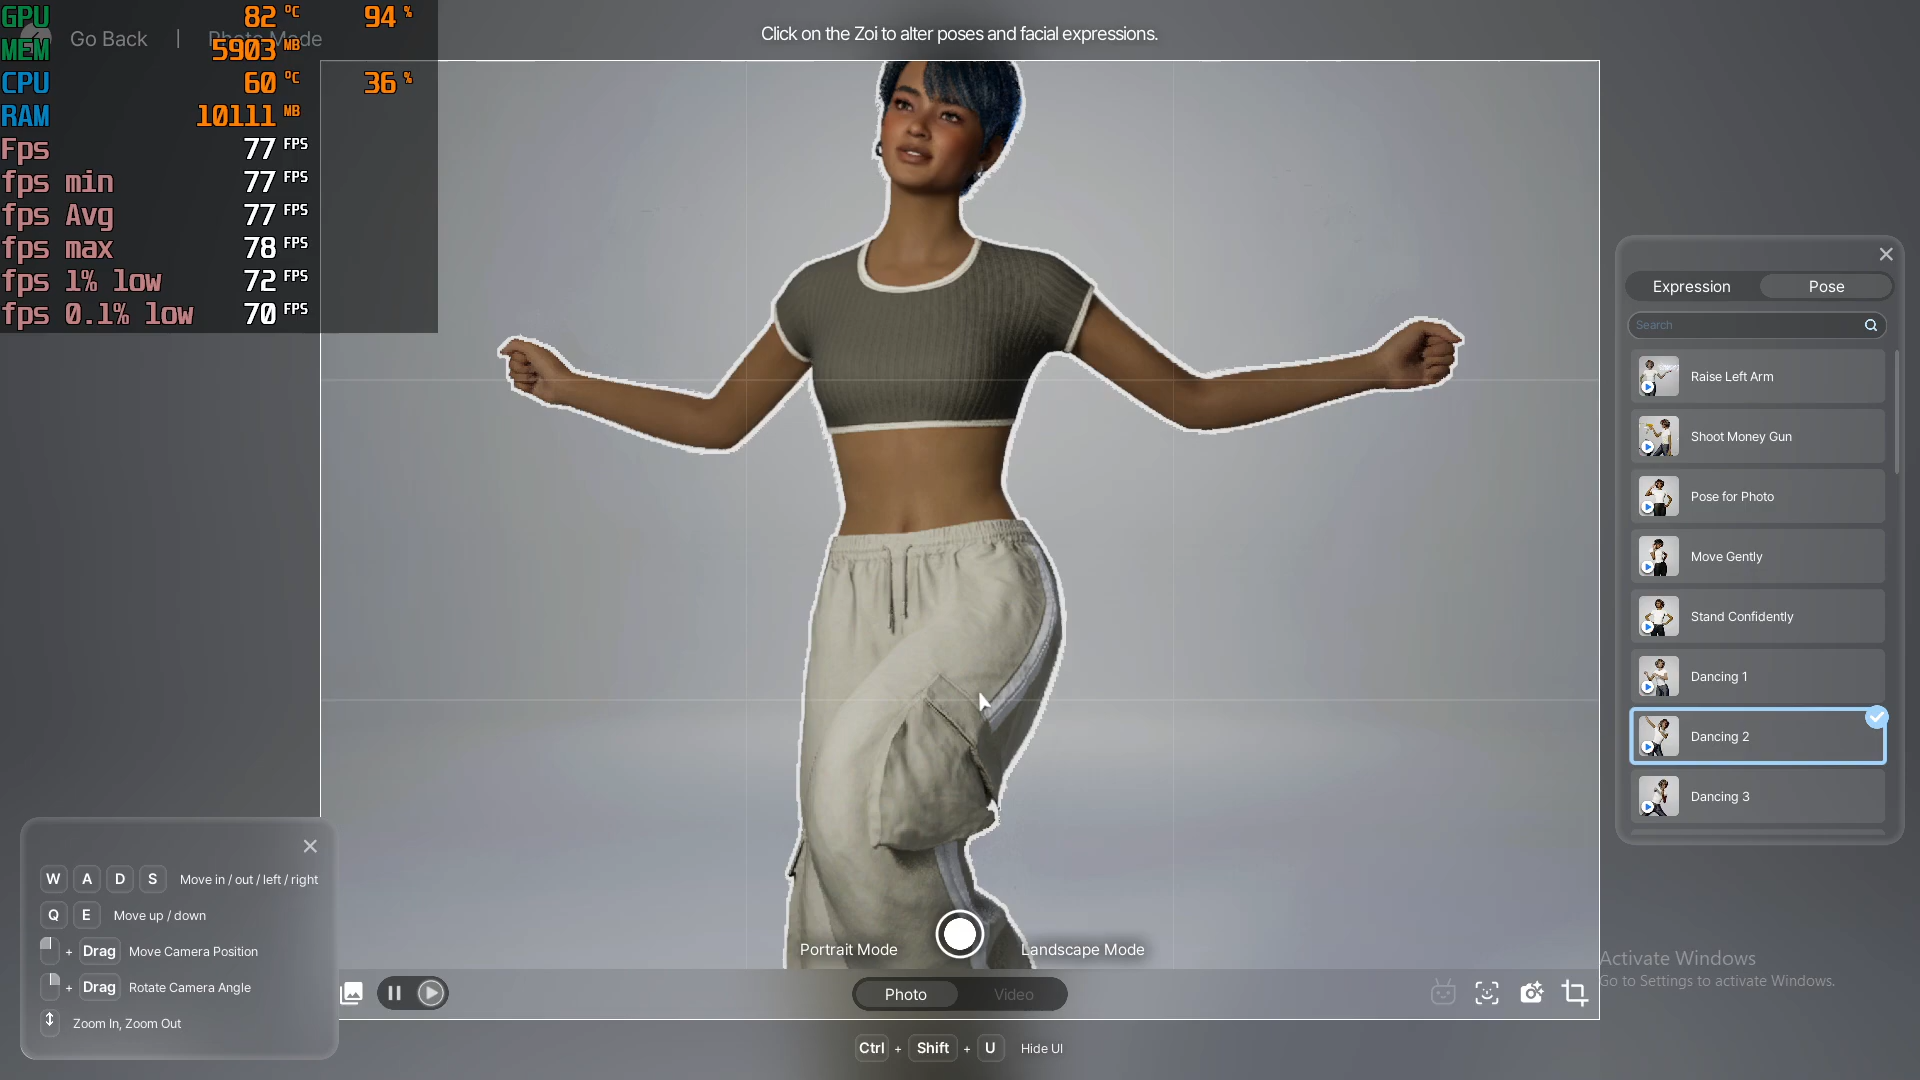 GPU 82 °C 94 %
MEM 5903 MB
CPU 60 °C 36 %
RAM 10111 MB
Fps 77 FPS
fps min 77 FPS
fps Avg 77 FPS
fps max 78 FPS
fps 1% low 72 FPS
fps 0.1% low 70 FPS
Go Back | Photo Mode
Click on the Zoi to alter poses and facial expressions.
Expression Pose
Search
Raise Left Arm
Shoot Money Gun
Pose for Photo
Move Gently
Stand Confidently
Dancing 1
Dancing 2
Dancing 3
W A D S Move in / out / left / right
Q E Move up / down
+ Drag Move Camera Position
+ Drag Rotate Camera Angle
Zoom In, Zoom Out
Portrait Mode Landscape Mode
Photo Video
Ctrl + Shift + U Hide UI
Activate Windows
Go to Settings to activate Windows.